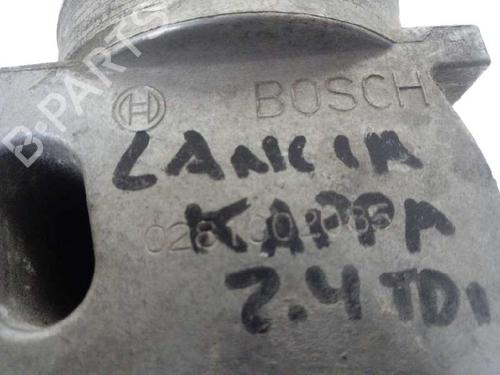 B-PARTS
BOSCH
LANCIA
KAPPA
2.4 TDI